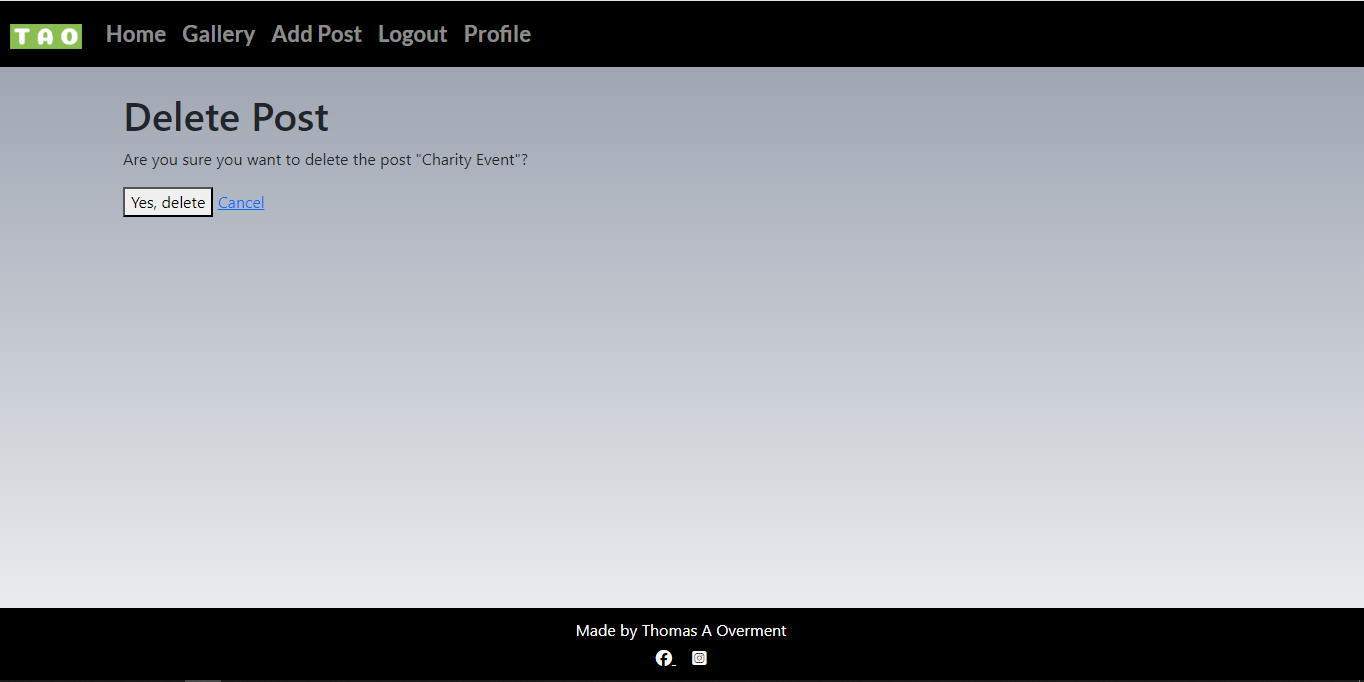 TAO Home Gallery Add Post Logout Profile
Delete Post
Are you sure you want to delete the post "Charity Event"?
Yes, delete Cancel
Made by Thomas A Overment